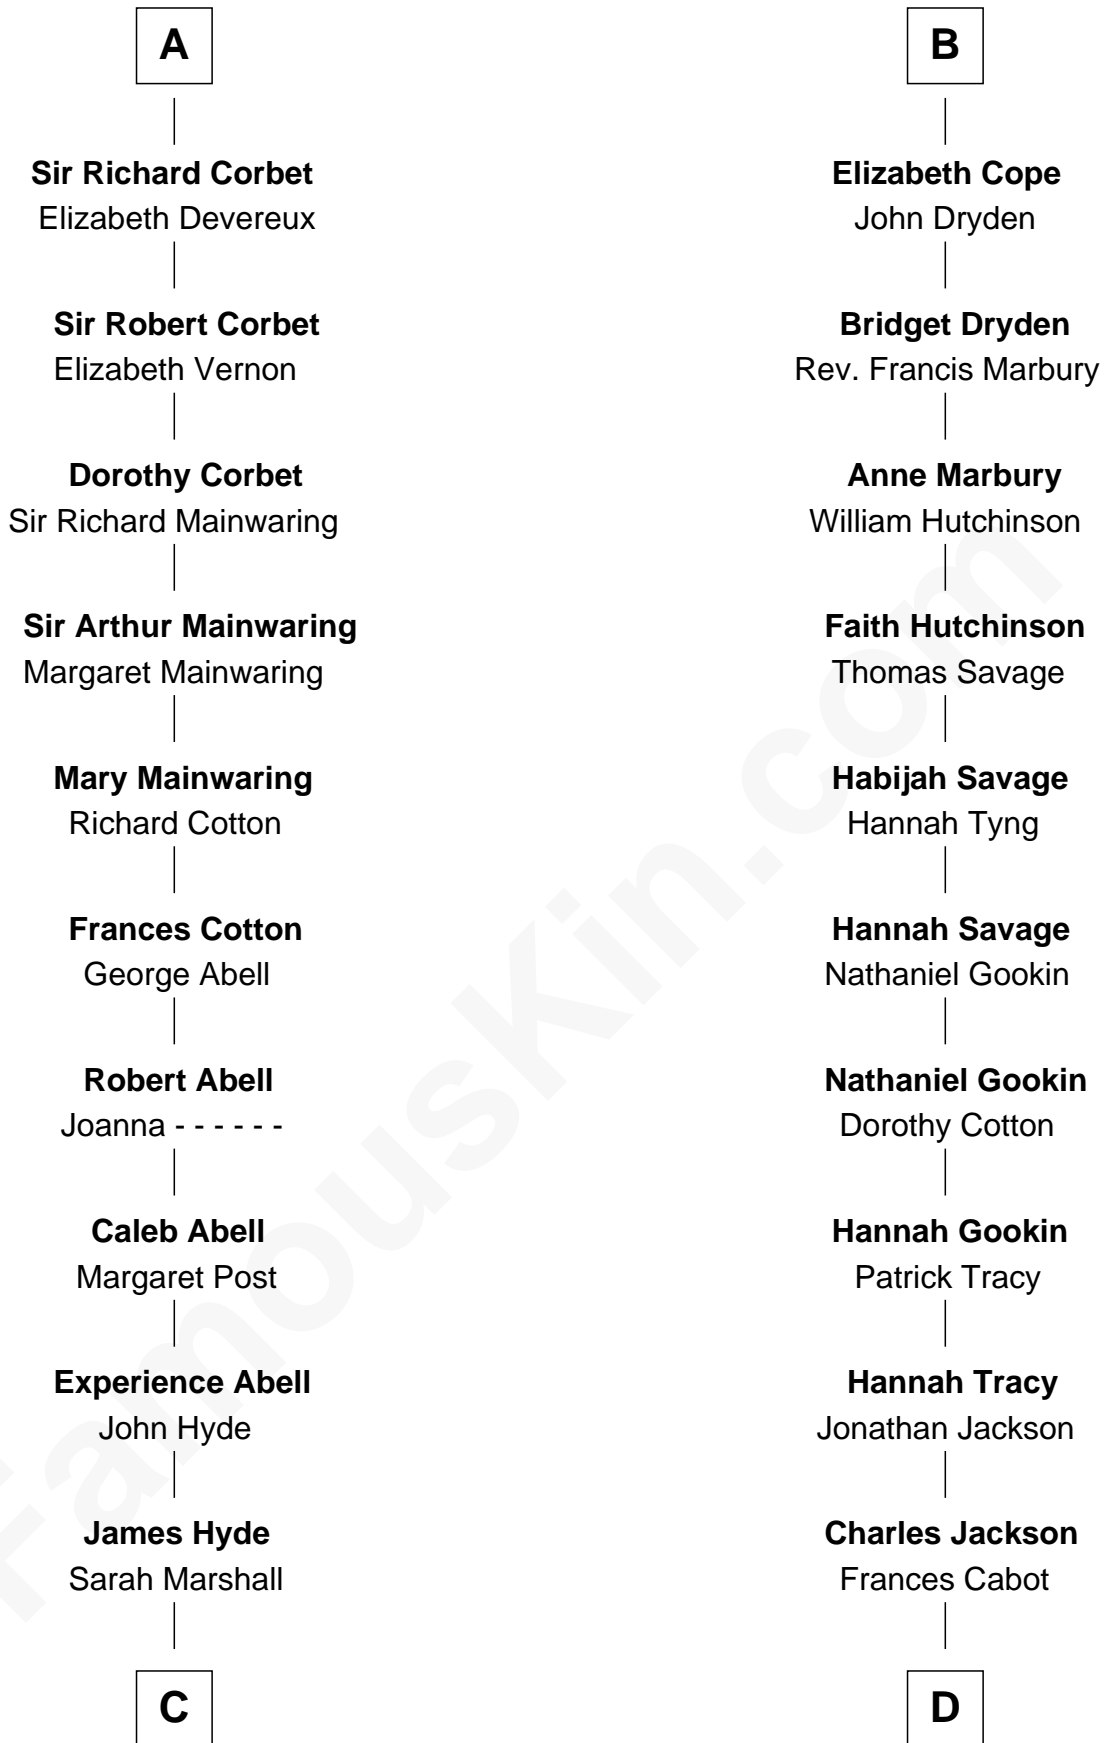 A
Sir Richard Corbet
Elizabeth Devereux
Sir Robert Corbet
Elizabeth Vernon
Dorothy Corbet
Sir Richard Mainwaring
Sir Arthur Mainwaring
Margaret Mainwaring
Mary Mainwaring
Richard Cotton
Frances Cotton
George Abell
Robert Abell
Joanna - - - - - -
Caleb Abell
Margaret Post
Experience Abell
John Hyde
James Hyde
Sarah Marshall
C
B
Elizabeth Cope
John Dryden
Bridget Dryden
Rev. Francis Marbury
Anne Marbury
William Hutchinson
Faith Hutchinson
Thomas Savage
Habijah Savage
Hannah Tyng
Hannah Savage
Nathaniel Gookin
Nathaniel Gookin
Dorothy Cotton
Hannah Gookin
Patrick Tracy
Hannah Tracy
Jonathan Jackson
Charles Jackson
Frances Cabot
D
FamousKin.com